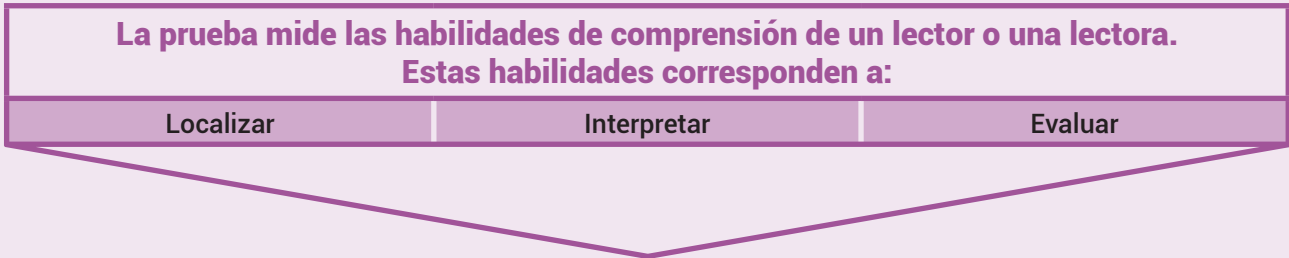 La prueba mide las habilidades de comprensión de un lector o una lectora.
Estas habilidades corresponden a:
Localizar
Interpretar
Evaluar